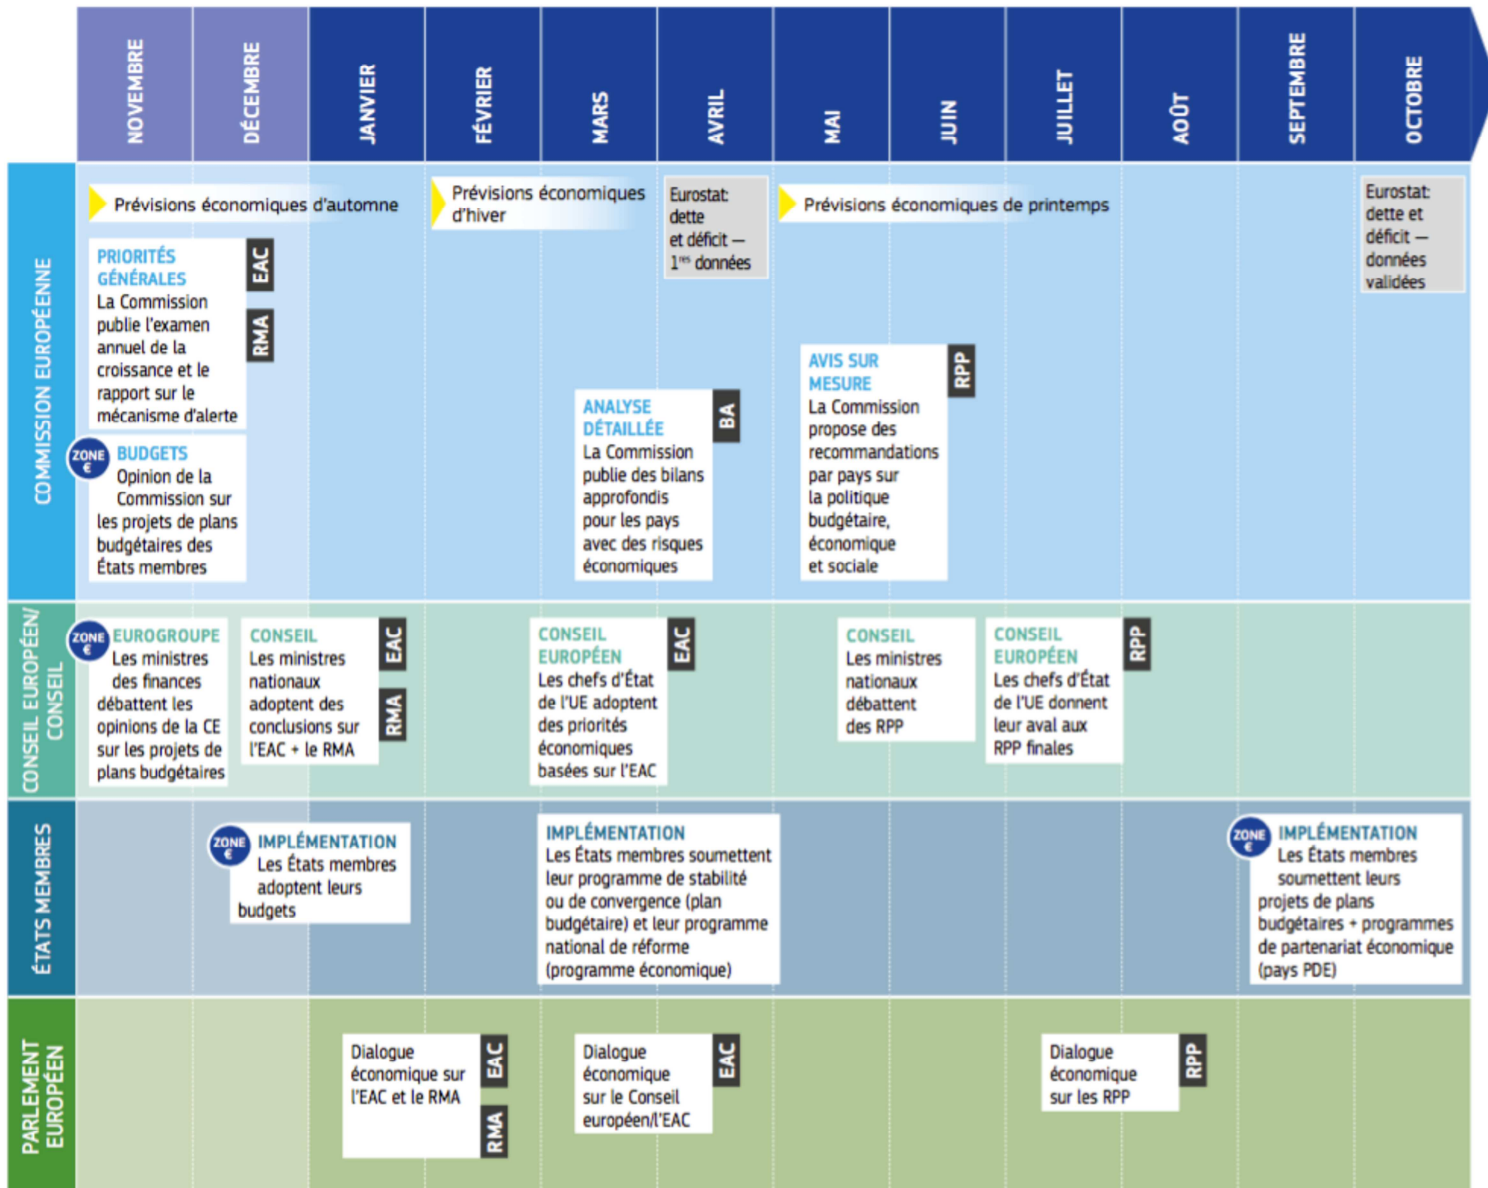 NOVEMBRE
DÉCEMBRE
JANVIER
FÉVRIER
MARS
AVRIL
MAI
JUIN
JUILLET
AOÛT
SEPTEMBRE
OCTOBRE
COMMISSION EUROPÉENNE
Prévisions économiques d'automne
Prévisions économiques
d'hiver
Eurostat:
dette
et déficit —
1res données
Prévisions économiques de printemps
Eurostat:
dette et
déficit —
données
validées
PRIORITÉS
GÉNÉRALES
La Commission
publie l'examen
annuel de la
croissance et le
rapport sur le
mécanisme d'alerte
EAC
RMA
ZONE
€
BUDGETS
Opinion de la
Commission sur
les projets de plans
budgétaires des
États membres
ANALYSE
DÉTAILLÉE
La Commission
publie des bilans
approfondis
pour les pays
avec des risques
économiques
BA
AVIS SUR
MESURE
La Commission
propose des
recommandations
par pays sur
la politique
budgétaire,
économique
et sociale
RPP
CONSEIL EUROPÉEN/
CONSEIL
ZONE
€
EUROGROUPE
Les ministres
des finances
débattent les
opinions de la CE
sur les projets de
plans budgétaires
CONSEIL
Les ministres
nationaux
adoptent des
conclusions sur
l'EAC + le RMA
EAC
RMA
CONSEIL
EUROPÉEN
Les chefs d'État
de l'UE adoptent
des priorités
économiques
basées sur l'EAC
EAC
CONSEIL
Les ministres
nationaux
débattent
des RPP
CONSEIL
EUROPÉEN
Les chefs d'État
de l'UE donnent
leur aval aux
RPP finales
RPP
ÉTATS MEMBRES
ZONE
€
IMPLÉMENTATION
Les États membres
adoptent leurs
budgets
IMPLÉMENTATION
Les États membres soumettent
leur programme de stabilité
ou de convergence (plan
budgétaire) et leur programme
national de réforme
(programme économique)
ZONE
€
IMPLÉMENTATION
Les États membres
soumettent leurs
projets de plans
budgétaires + programmes
de partenariat économique
(pays PDE)
PARLEMENT
EUROPÉEN
Dialogue
économique sur
l'EAC et le RMA
EAC
RMA
Dialogue
économique
sur le Conseil
européen/l'EAC
EAC
Dialogue
économique
sur les RPP
RPP